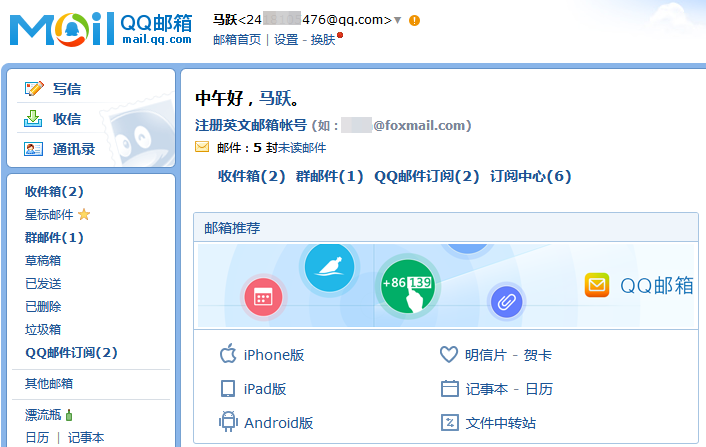 Mail QQ邮箱
mail.qq.com
马跃<24 476@qq.com>
邮箱首页 | 设置 - 换肤
写信
收信
通讯录
收件箱(2)
星标邮件
群邮件(1)
草稿箱
已发送
已删除
垃圾箱
QQ邮件订阅(2)
其他邮箱
漂流瓶
日历 | 记事本
中午好，马跃。
注册英文邮箱帐号 (如： @foxmail.com)
邮件：5 封未读邮件
收件箱(2) 群邮件(1) QQ邮件订阅(2) 订阅中心(6)
邮箱推荐
+86 139
QQ邮箱
iPhone版
明信片 - 贺卡
iPad版
记事本 - 日历
Android版
文件中转站